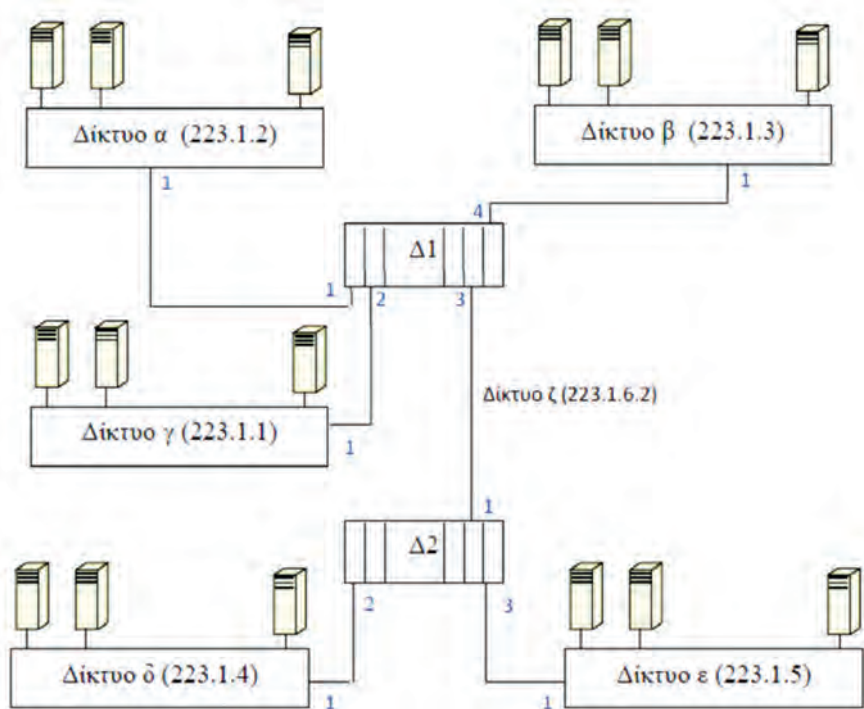 Δίκτυο α (223.1.2)
Δίκτυο β (223.1.3)
1
1
4
Δ1
1
2
3
Δίκτυο ζ (223.1.6.2)
Δίκτυο γ (223.1.1)
1
1
Δ2
2
3
Δίκτυο δ (223.1.4)
Δίκτυο ε (223.1.5)
1
1